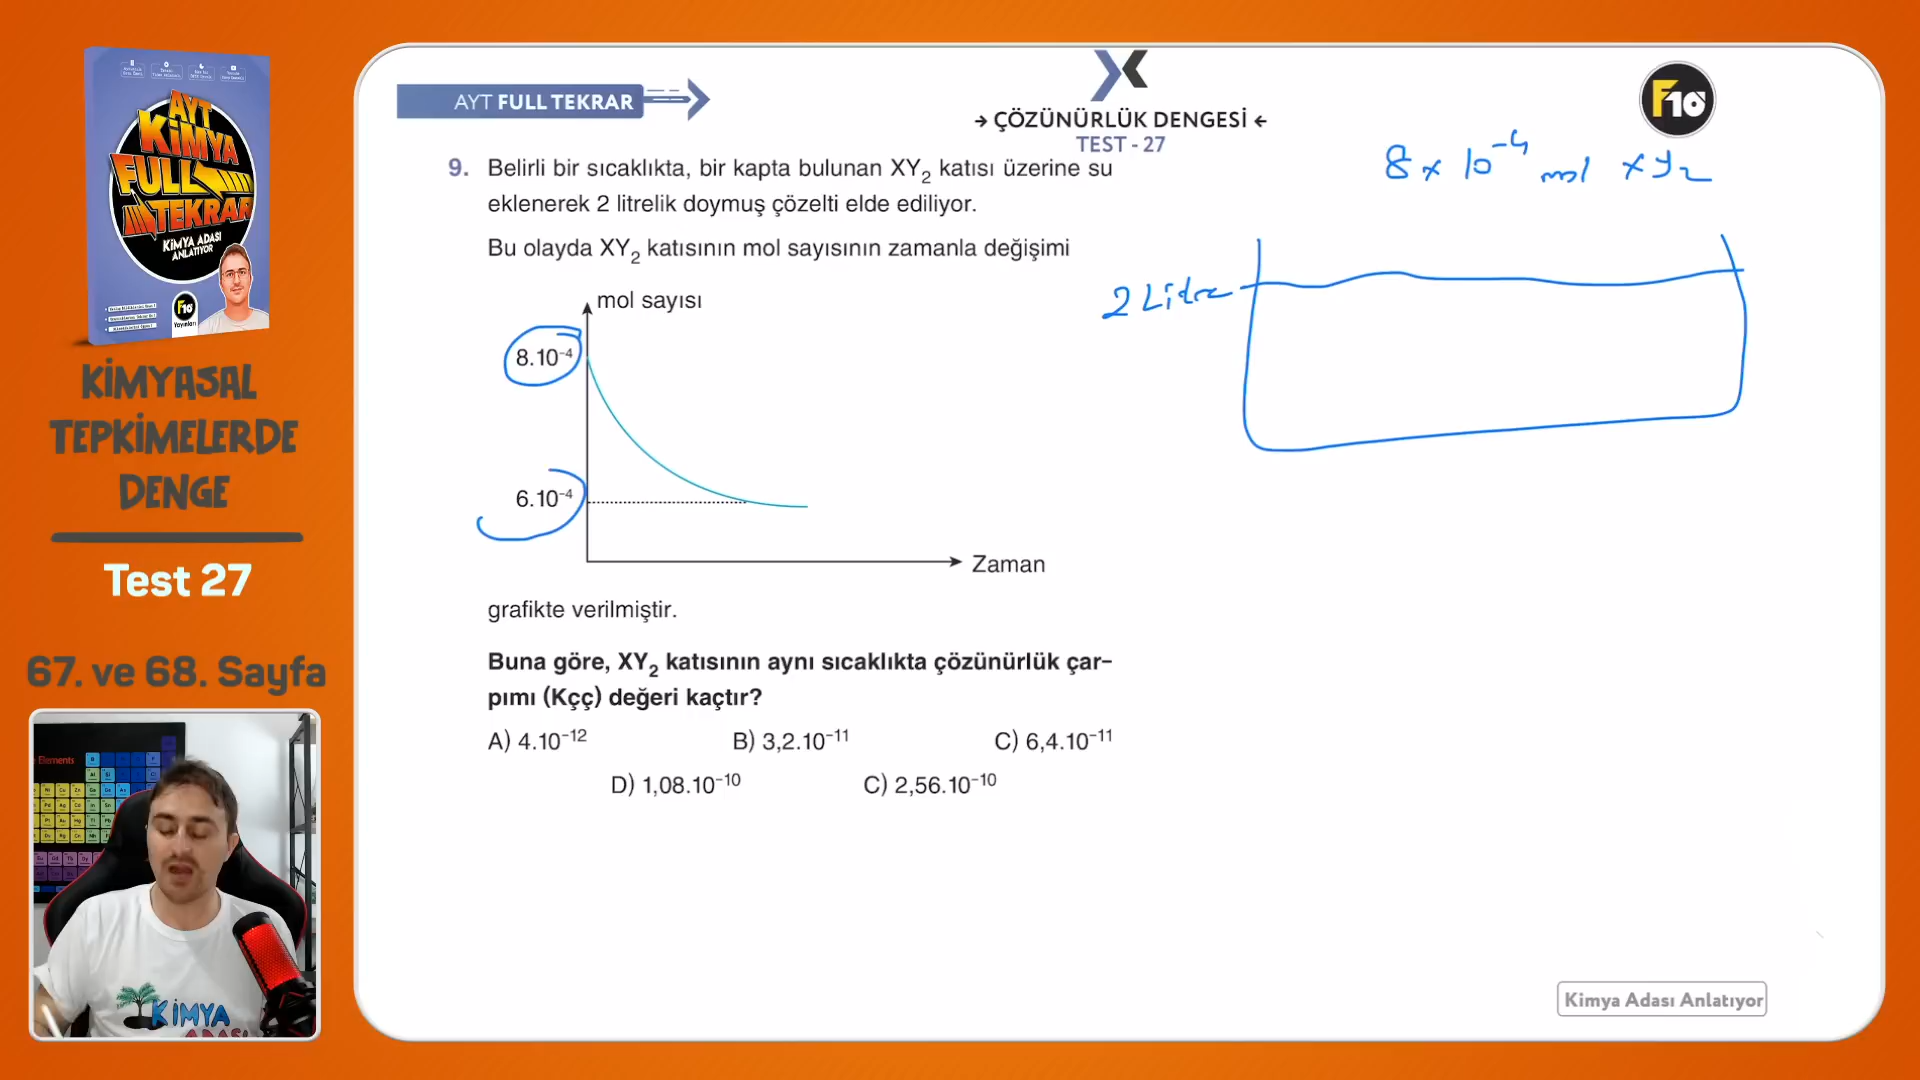 AYT
KİMYA
FULL
TEKRAR
KİMYA ADASI
ANLATIYOR
F10
Yayınları
KİMYASAL
TEPKİMELERDE
DENGE
Test 27
67. ve 68. Sayfa
Elements
KİMYA
ADASI
AYT FULL TEKRAR
→ ÇÖZÜNÜRLÜK DENGESİ ←
TEST - 27
F10
9. Belirli bir sıcaklıkta, bir kapta bulunan XY₂ katısı üzerine su
eklenerek 2 litrelik doymuş çözelti elde ediliyor.
Bu olayda XY₂ katısının mol sayısının zamanla değişimi
mol sayısı
8.10⁻⁴
6.10⁻⁴
Zaman
grafikte verilmiştir.
Buna göre, XY₂ katısının aynı sıcaklıkta çözünürlük çar-
pımı (Kçç) değeri kaçtır?
A) 4.10⁻¹² B) 3,2.10⁻¹¹ C) 6,4.10⁻¹¹
D) 1,08.10⁻¹⁰ C) 2,56.10⁻¹⁰
8 x 10⁻⁴ mol XY₂
2 Litre
Kimya Adası Anlatıyor